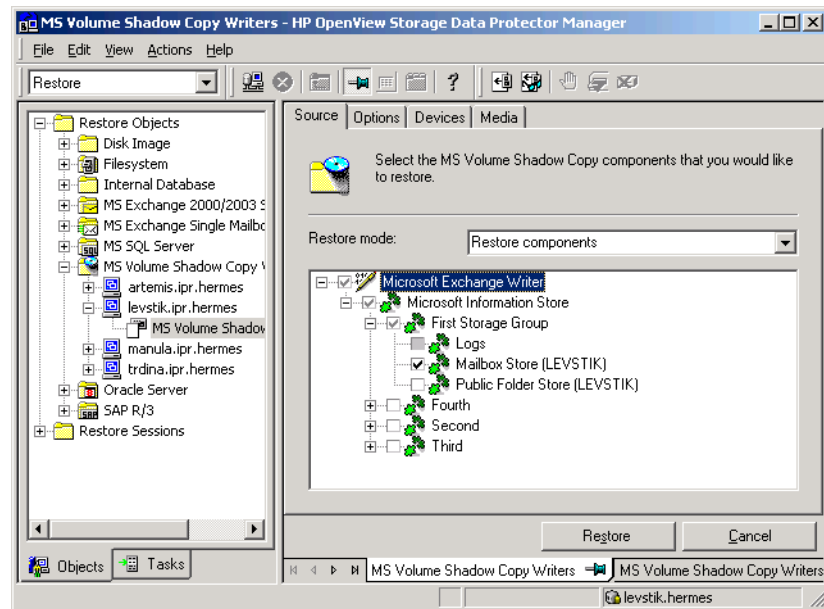 MS Volume Shadow Copy Writers - HP OpenView Storage Data Protector Manager
File Edit View Actions Help
Restore
Restore Objects
Disk Image
Filesystem
Internal Database
MS Exchange 2000/2003 S
MS Exchange Single Mailbo
MS SQL Server
MS Volume Shadow Copy
artemis.ipr.hermes
levstik.ipr.hermes
MS Volume Shadow
manula.ipr.hermes
trdina.ipr.hermes
Oracle Server
SAP R/3
Restore Sessions
Objects Tasks
Source Options Devices Media
Select the MS Volume Shadow Copy components that you would like
to restore.
Restore mode: Restore components
Microsoft Exchange Writer
Microsoft Information Store
First Storage Group
Logs
Mailbox Store (LEVSTIK)
Public Folder Store (LEVSTIK)
Fourth
Second
Third
Restore Cancel
MS Volume Shadow Copy Writers MS Volume Shadow Copy Writers
levstik.hermes